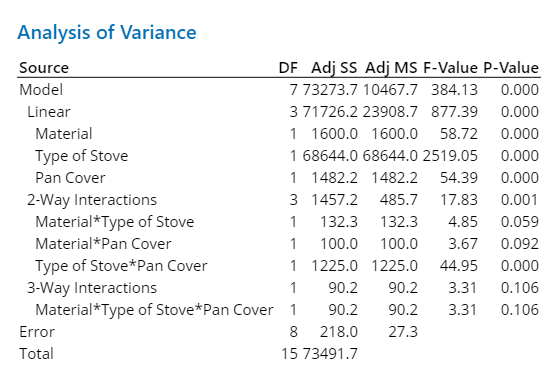 Analysis of Variance
Source DF Adj SS Adj MS F-Value P-Value
Model 7 73273.7 10467.7 384.13 0.000
Linear 3 71726.2 23908.7 877.39 0.000
Material 1 1600.0 1600.0 58.72 0.000
Type of Stove 1 68644.0 68644.0 2519.05 0.000
Pan Cover 1 1482.2 1482.2 54.39 0.000
2-Way Interactions 3 1457.2 485.7 17.83 0.001
Material*Type of Stove 1 132.3 132.3 4.85 0.059
Material*Pan Cover 1 100.0 100.0 3.67 0.092
Type of Stove*Pan Cover 1 1225.0 1225.0 44.95 0.000
3-Way Interactions 1 90.2 90.2 3.31 0.106
Material*Type of Stove*Pan Cover 1 90.2 90.2 3.31 0.106
Error 8 218.0 27.3
Total 15 73491.7